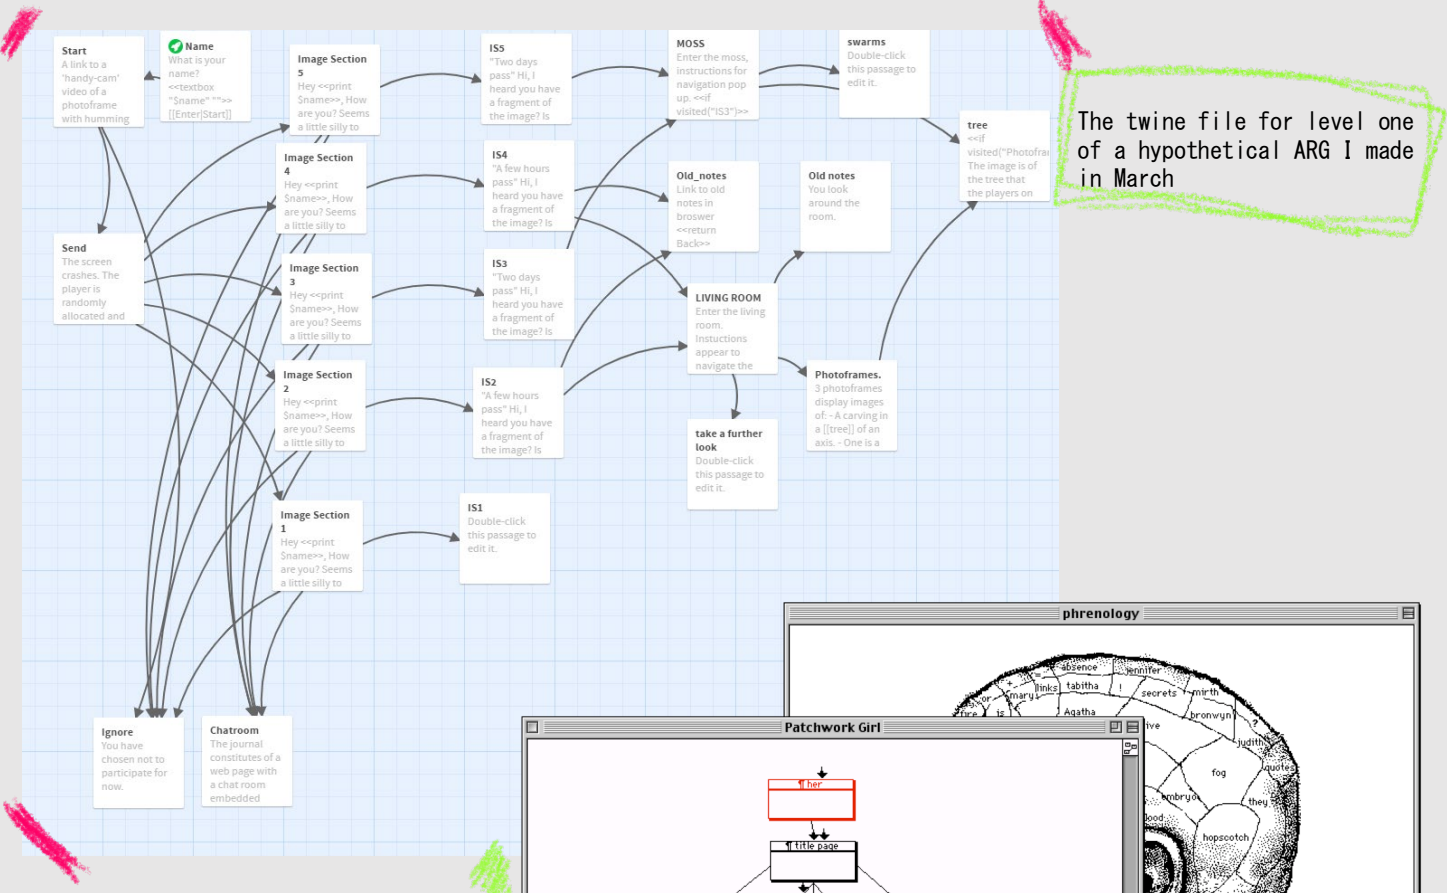 Start
A link to a
'handy-cam'
video of a
photoframe
with humming
Name
What is your
name?
<<textbox
"$name" "">>
[[Enter|Start]]
Image Section
5
Hey <<print
$name>>, How
are you? Seems
a little silly to
IS5
"Two days
pass" Hi, I
heard you have
a fragment of
the image? Is
MOSS
Enter the moss,
instructions for
navigation pop
up. <<if
visited("IS3")>>
swarms
Double-click
this passage to
edit it.
tree
<<if
visited("Photofra
The image is of
the tree that
the players on
The twine file for level one
of a hypothetical ARG I made
in March
Image Section
4
Hey <<print
$name>>, How
are you? Seems
a little silly to
IS4
"A few hours
pass" Hi, I
heard you have
a fragment of
the image? Is
Old_notes
Link to old
notes in
broswer
<<return
Back>>
Old notes
You look
around the
room.
Send
The screen
crashes. The
player is
randomly
allocated and
Image Section
3
Hey <<print
$name>>, How
are you? Seems
a little silly to
IS3
"Two days
pass" Hi, I
heard you have
a fragment of
the image? Is
LIVING ROOM
Enter the living
room.
Instuctions
appear to
navigate the
Image Section
2
Hey <<print
$name>>, How
are you? Seems
a little silly to
IS2
"A few hours
pass" Hi, I
heard you have
a fragment of
the image? Is
Photoframes.
3 photoframes
display images
of: - A carving in
a [[tree]] of an
axis. - One is a
take a further
look
Double-click
this passage to
edit it.
Image Section
1
Hey <<print
$name>>, How
are you? Seems
a little silly to
IS1
Double-click
this passage to
edit it.
Ignore
You have
chosen not to
participate for
now.
Chatroom
The journal
constitutes of a
web page with
a chat room
embedded
phrenology
absence
jennifer
+
=
or
mary
links
tabitha
!
secrets
mirth
is
Agatha
bronwyn
?
judith
quotes
fog
embryo
they
hopscotch
Patchwork Girl
¶ her
¶ title page